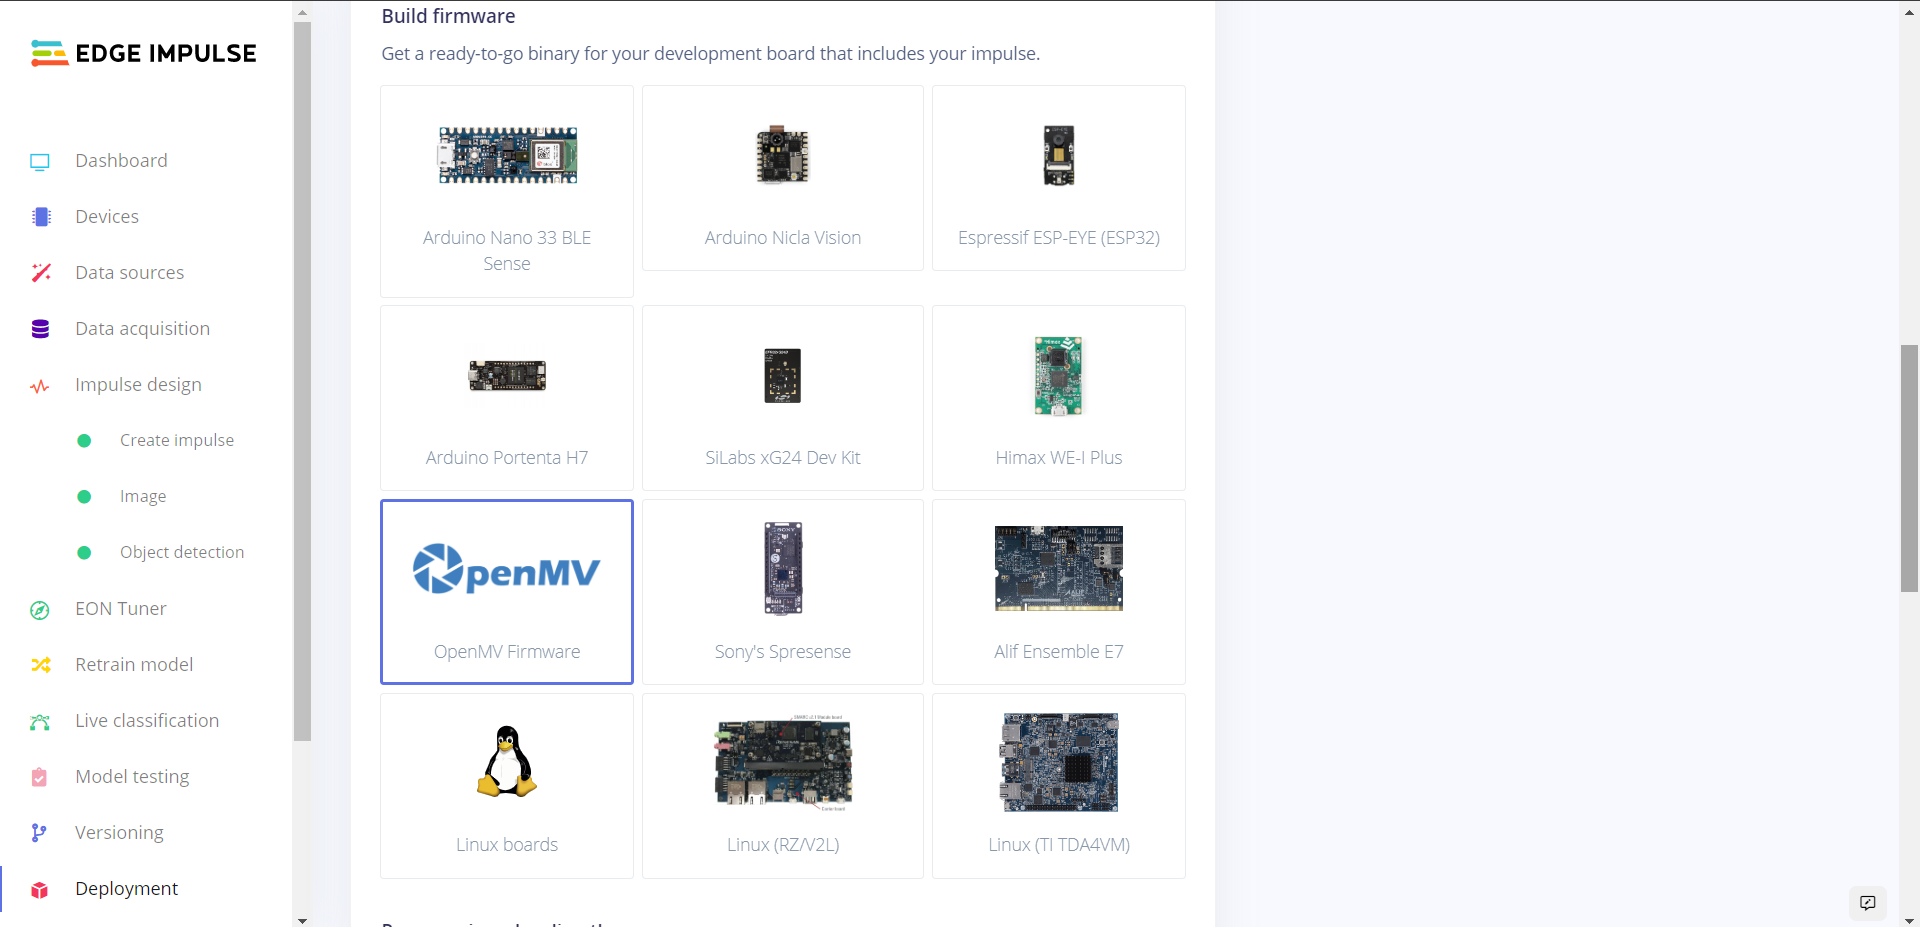 EDGE IMPULSE
Dashboard
Devices
Data sources
Data acquisition
Impulse design
Create impulse
Image
Object detection
EON Tuner
Retrain model
Live classification
Model testing
Versioning
Deployment
Build firmware
Get a ready-to-go binary for your development board that includes your impulse.
Arduino Nano 33 BLE
Sense
Arduino Nicla Vision
Espressif ESP-EYE (ESP32)
Arduino Portenta H7
SiLabs xG24 Dev Kit
Himax WE-I Plus
OpenMV
OpenMV Firmware
SONY
Sony's Spresense
Alif Ensemble E7
Linux boards
Linux (RZ/V2L)
Linux (TI TDA4VM)